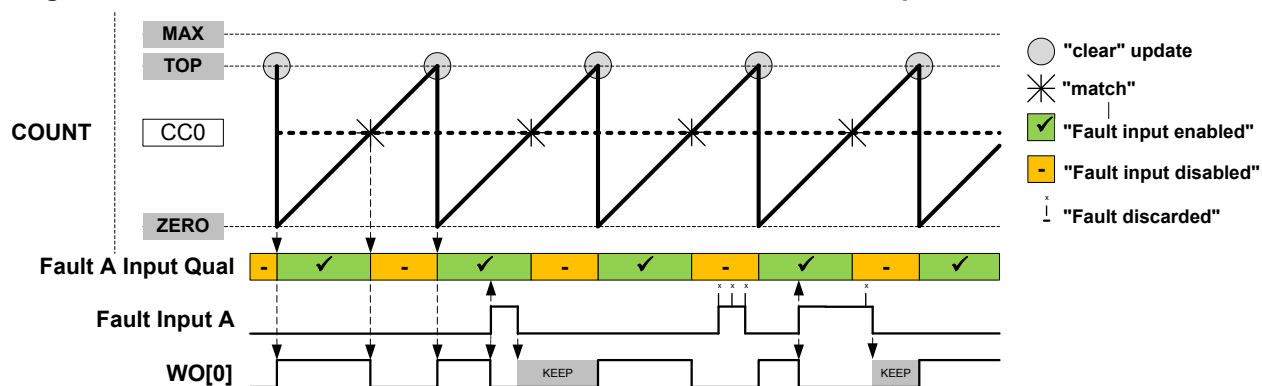 MAX
TOP
"clear" update
"match"
COUNT
CC0
"Fault input enabled"
✓
- "Fault input disabled"
ZERO
x
- "Fault discarded"
Fault A Input Qual
- ✓ - ✓ - ✓ - ✓ - ✓
x x x x
Fault Input A
WO[0]
KEEP KEEP